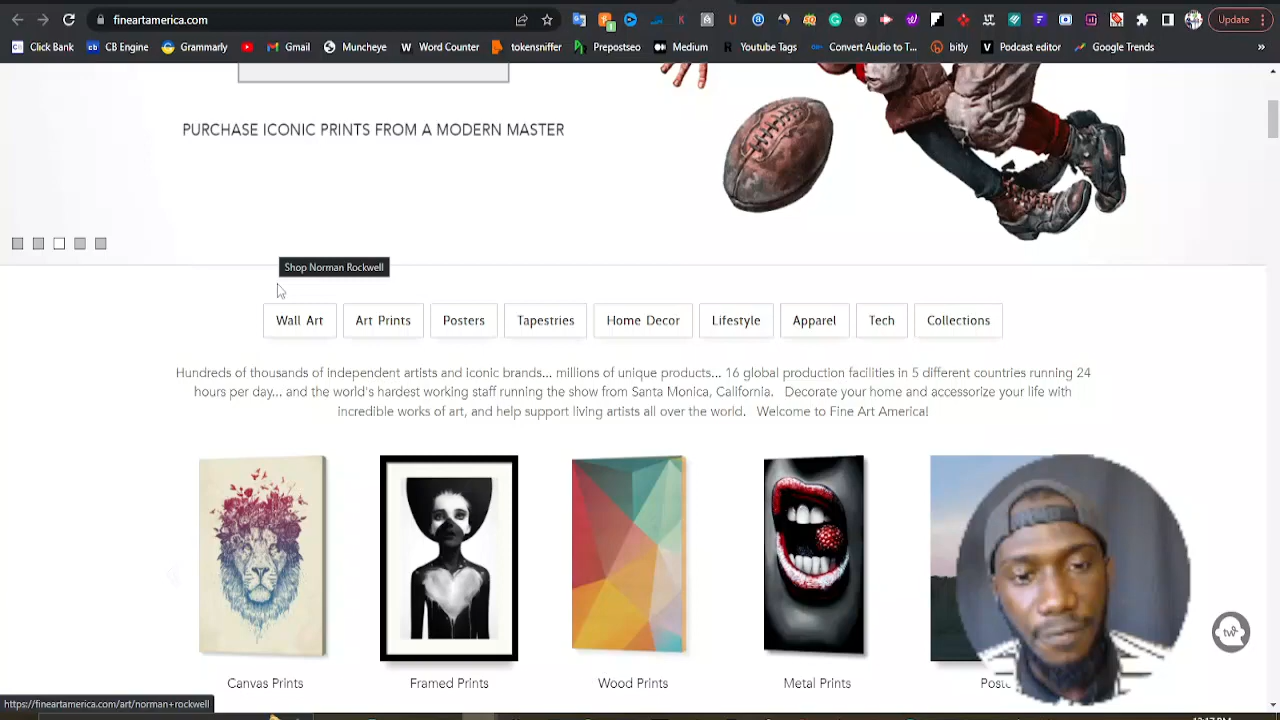 fineartamerica.com
Update
Click Bank
CB Engine
Grammarly
Gmail
Muncheye
Word Counter
tokensniffer
Prepostseo
Medium
Youtube Tags
Convert Audio to T...
bitly
Podcast editor
Google Trends
»
PURCHASE ICONIC PRINTS FROM A MODERN MASTER
Shop Norman Rockwell
Wall Art Art Prints Posters Tapestries Home Decor Lifestyle Apparel Tech Collections
Hundreds of thousands of independent artists and iconic brands... millions of unique products... 16 global production facilities in 5 different countries running 24
hours per day... and the world's hardest working staff running the show from Santa Monica, California. Decorate your home and accessorize your life with
incredible works of art, and help support living artists all over the world. Welcome to Fine Art America!
Canvas Prints Framed Prints Wood Prints Metal Prints
https://fineartamerica.com/art/norman+rockwell